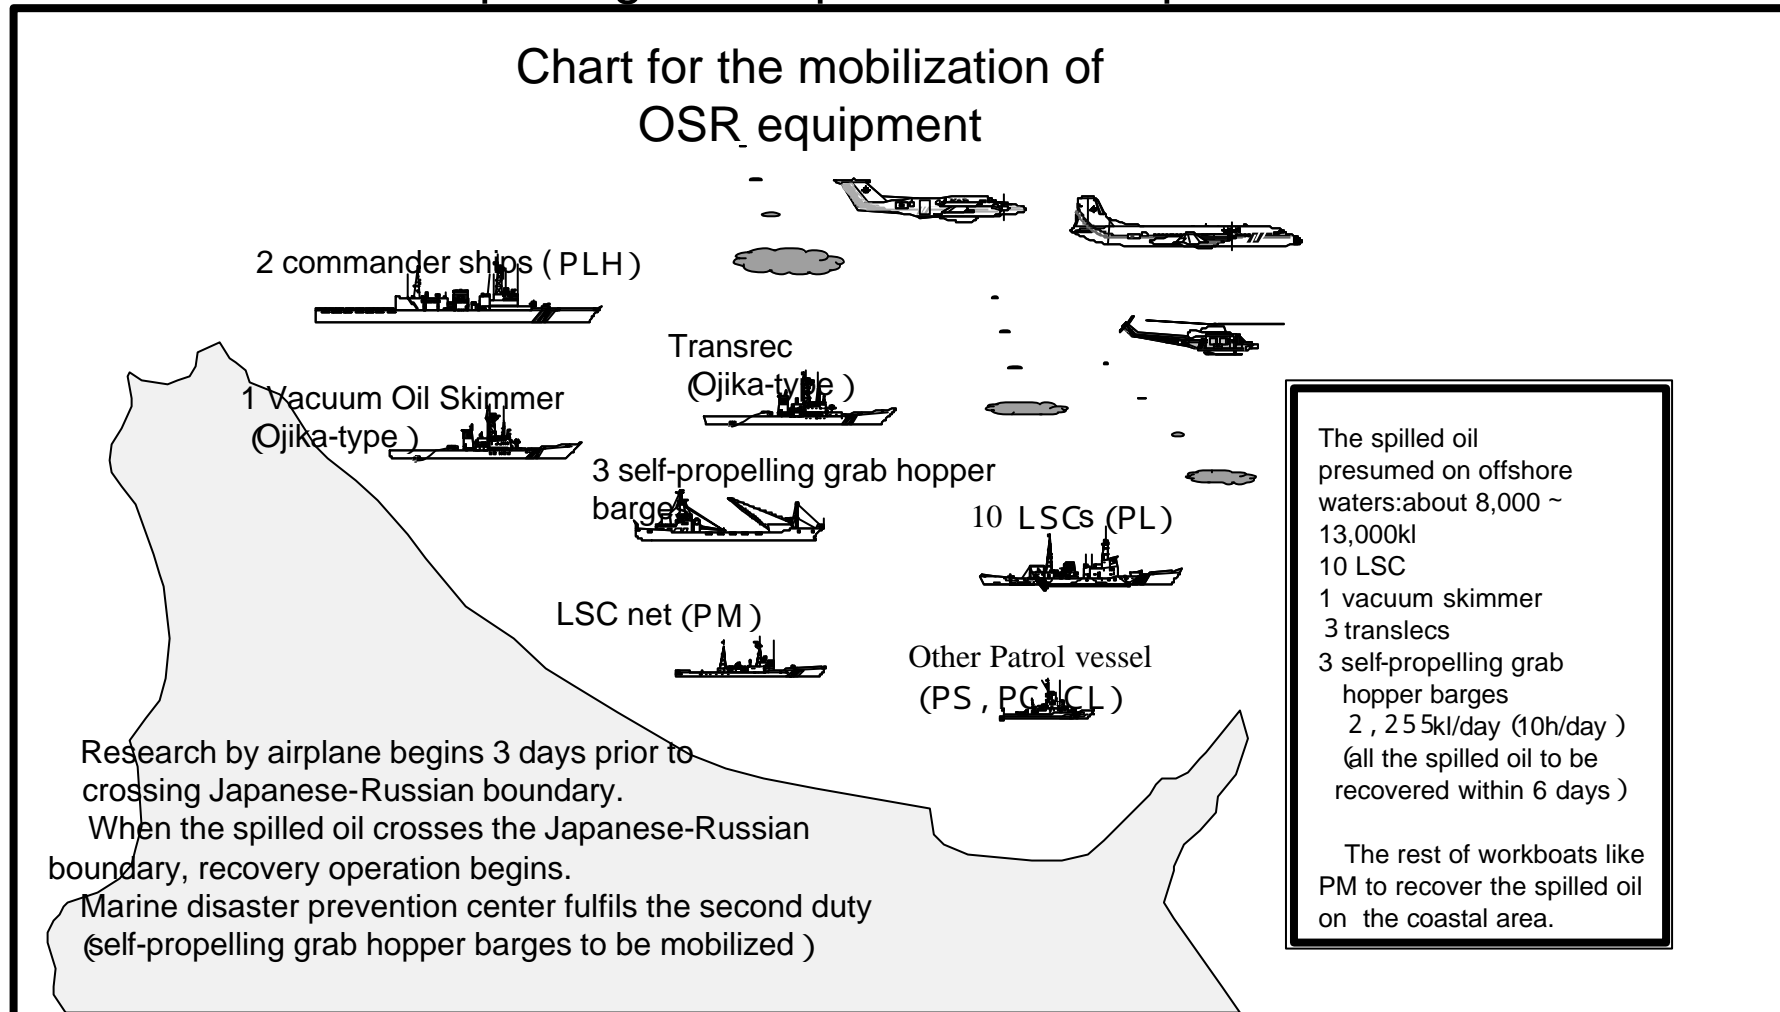 Chart for the mobilization of
OSR equipment
2 commander ships (PLH)
Transrec
(Ojika-type)
1 Vacuum Oil Skimmer
(Ojika-type)
3 self-propelling grab hopper
barges
10 LSCs (PL)
LSC net (PM)
Other Patrol vessel
(PS, PC, CL)
Research by airplane begins 3 days prior to
crossing Japanese-Russian boundary.
When the spilled oil crosses the Japanese-Russian
boundary, recovery operation begins.
Marine disaster prevention center fulfils the second duty
(self-propelling grab hopper barges to be mobilized)
The spilled oil
presumed on offshore
waters:about 8,000 ~
13,000kl
10 LSC
1 vacuum skimmer
3 translecs
3 self-propelling grab
hopper barges
2,255kl/day (10h/day)
(all the spilled oil to be
recovered within 6 days)
The rest of workboats like
PM to recover the spilled oil
on the coastal area.